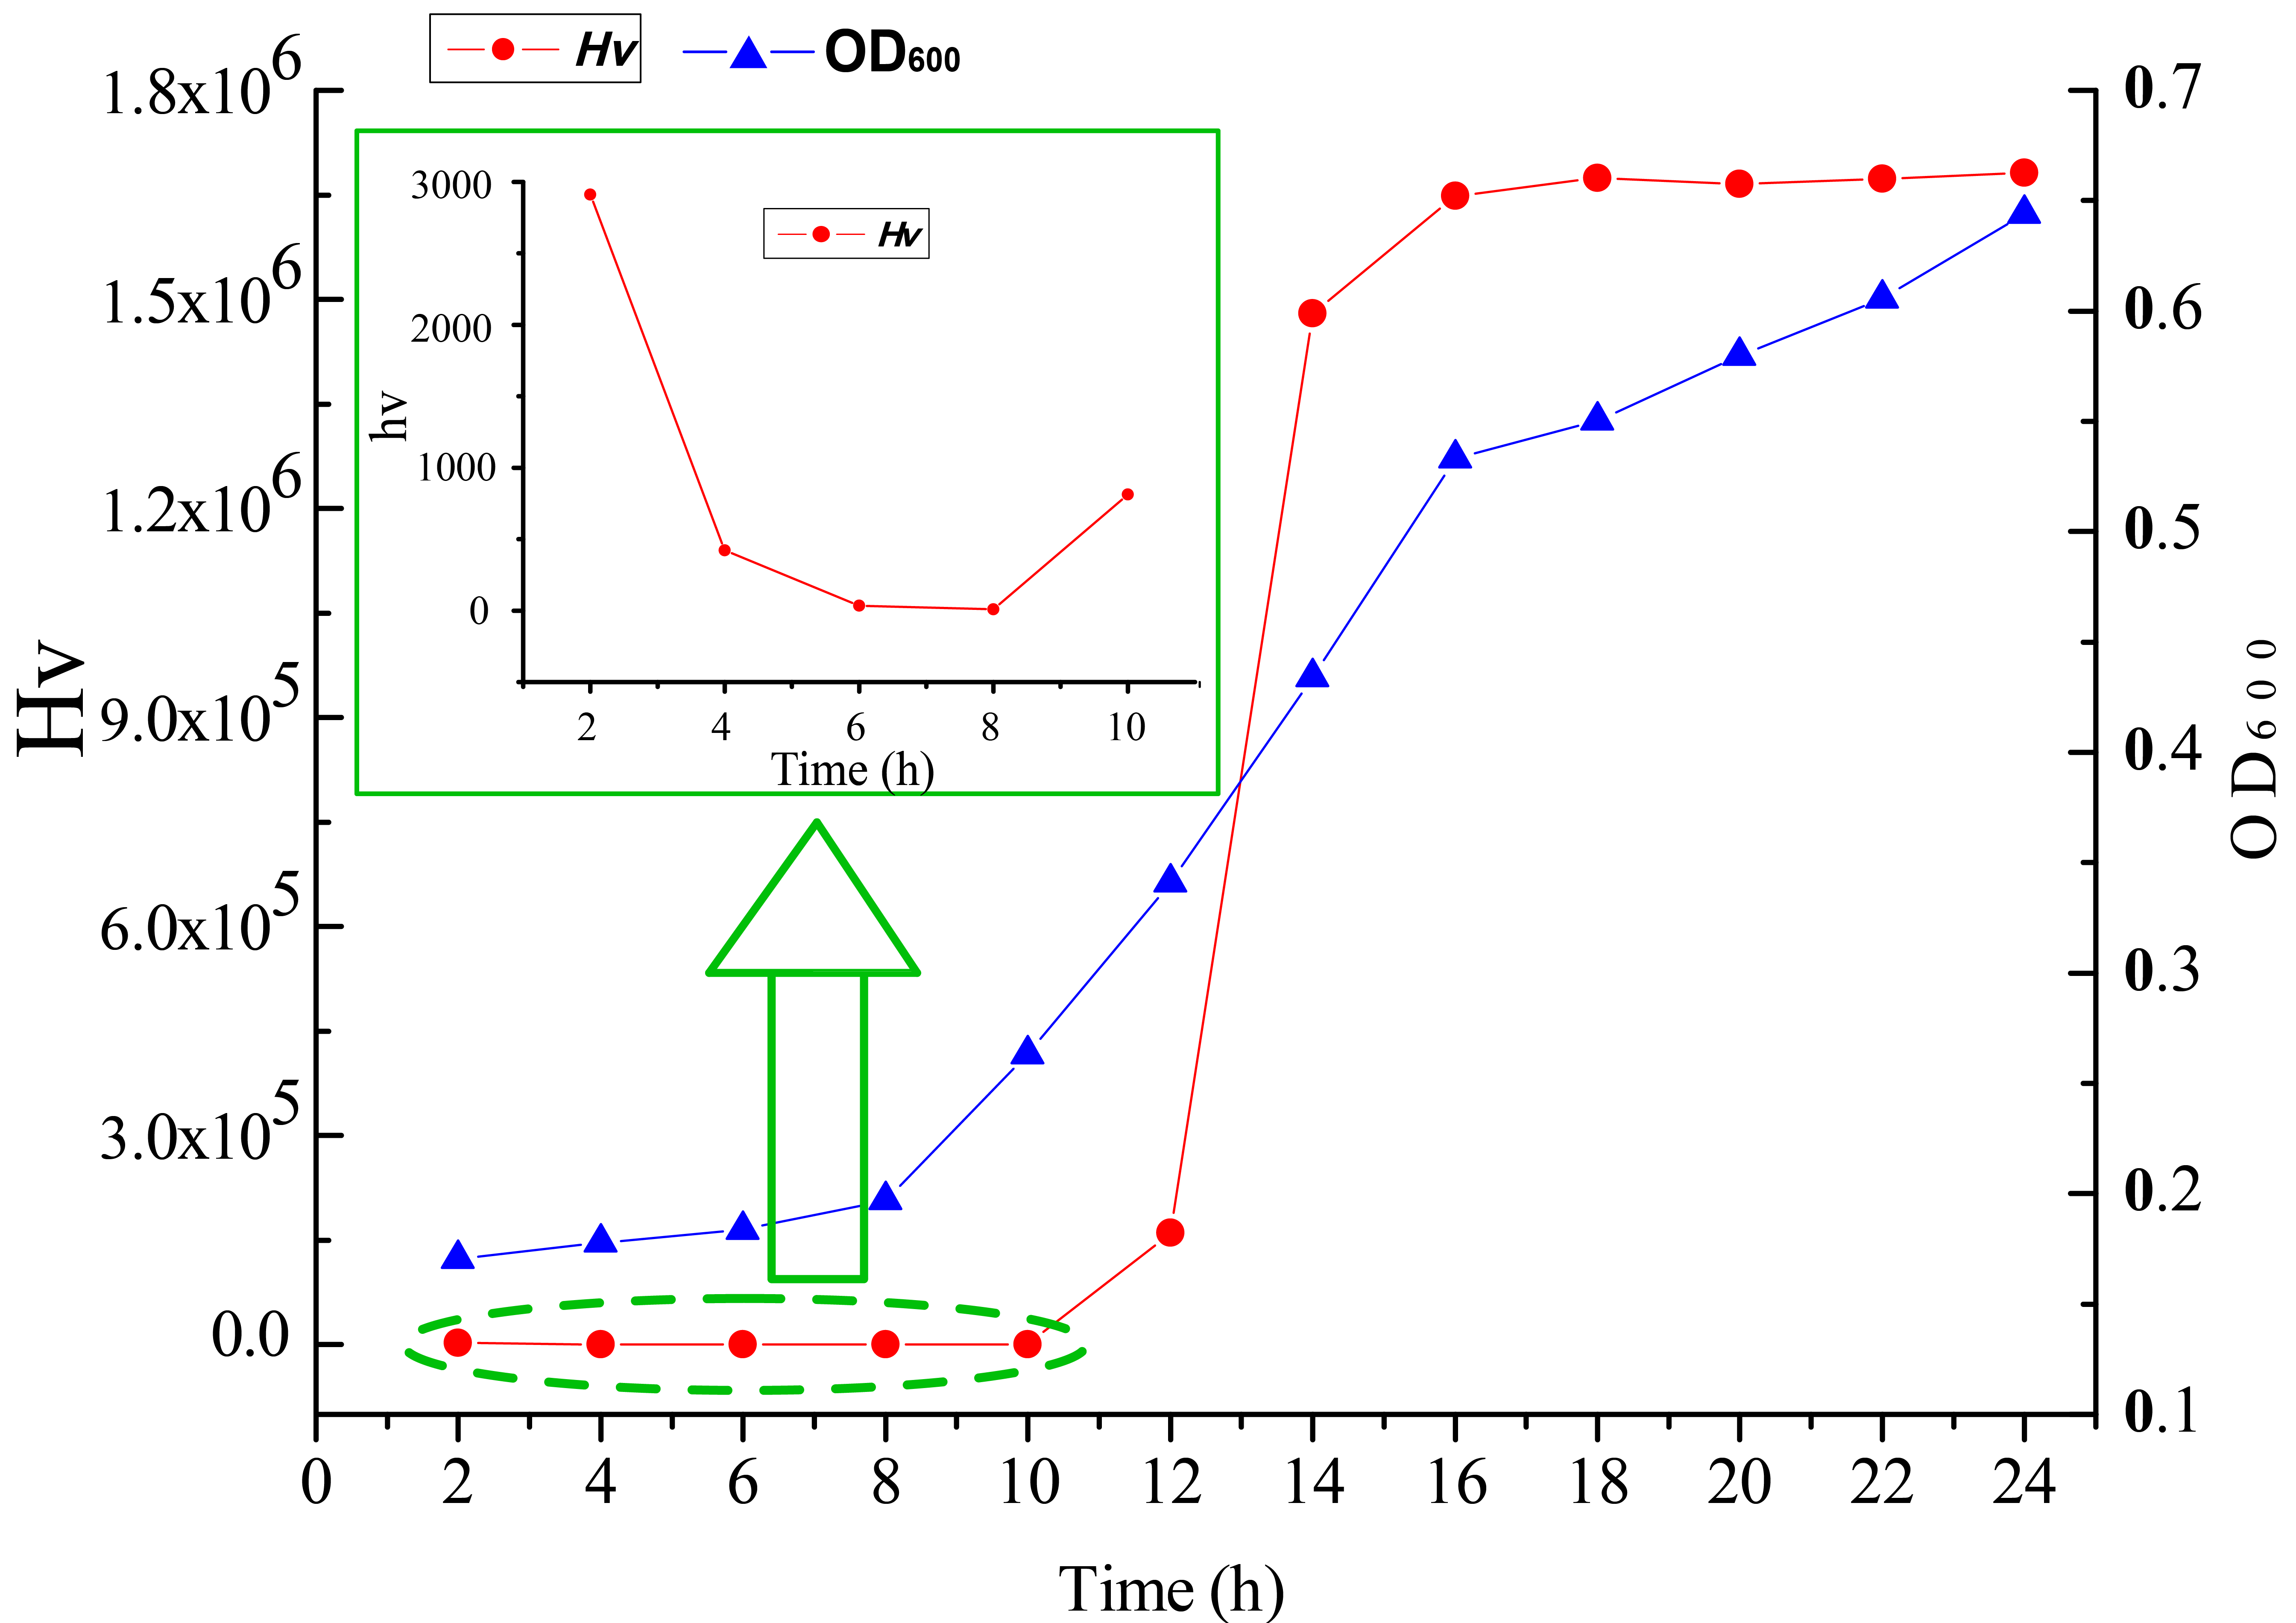 Hv OD600
1.8x10^6
1.5x10^6
1.2x10^6
9.0x10^5
6.0x10^5
3.0x10^5
0.0
Hv
3000
2000
1000
0
hv
Hv
2 4 6 8 10
Time (h)
0.7
0.6
0.5
0.4
0.3
0.2
0.1
OD600
0 2 4 6 8 10 12 14 16 18 20 22 24
Time (h)